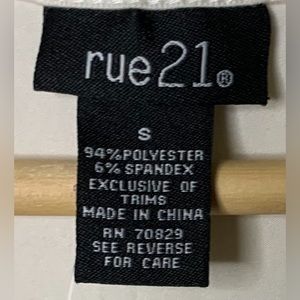 rue21®
S
94%POLYESTER
6% SPANDEX
EXCLUSIVE OF
TRIMS
MADE IN CHINA
RN 70829
SEE REVERSE
FOR CARE